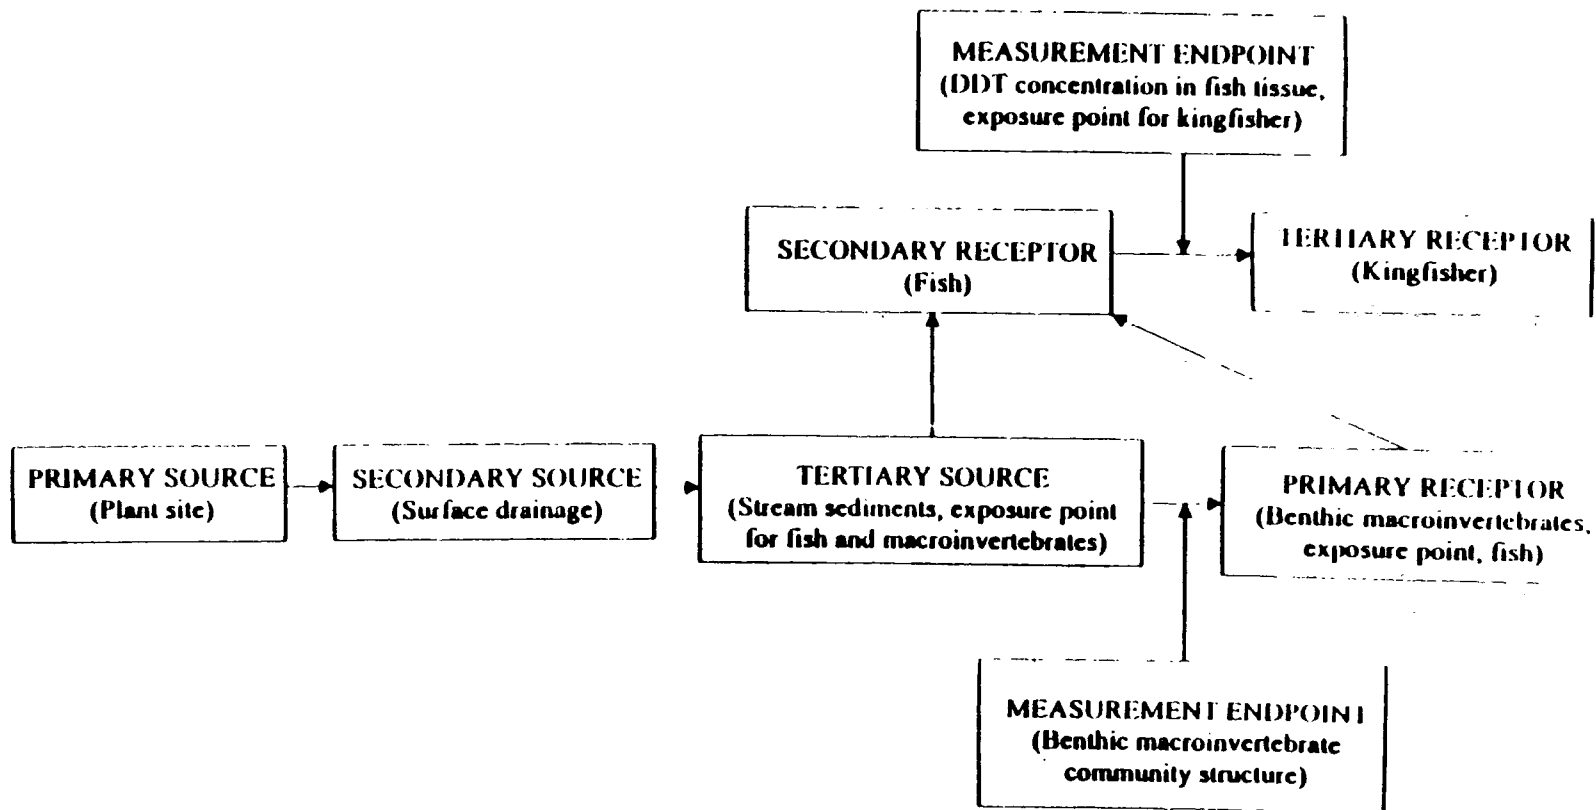 MEASUREMENT ENDPOINT
(DDT concentration in fish tissue,
exposure point for kingfisher)
SECONDARY RECEPTOR
(Fish)
TERTIARY RECEPTOR
(Kingfisher)
PRIMARY SOURCE
(Plant site)
SECONDARY SOURCE
(Surface drainage)
TERTIARY SOURCE
(Stream sediments, exposure point
for fish and macroinvertebrates)
PRIMARY RECEPTOR
(Benthic macroinvertebrates,
exposure point, fish)
MEASUREMENT ENDPOINT
(Benthic macroinvertebrate
community structure)